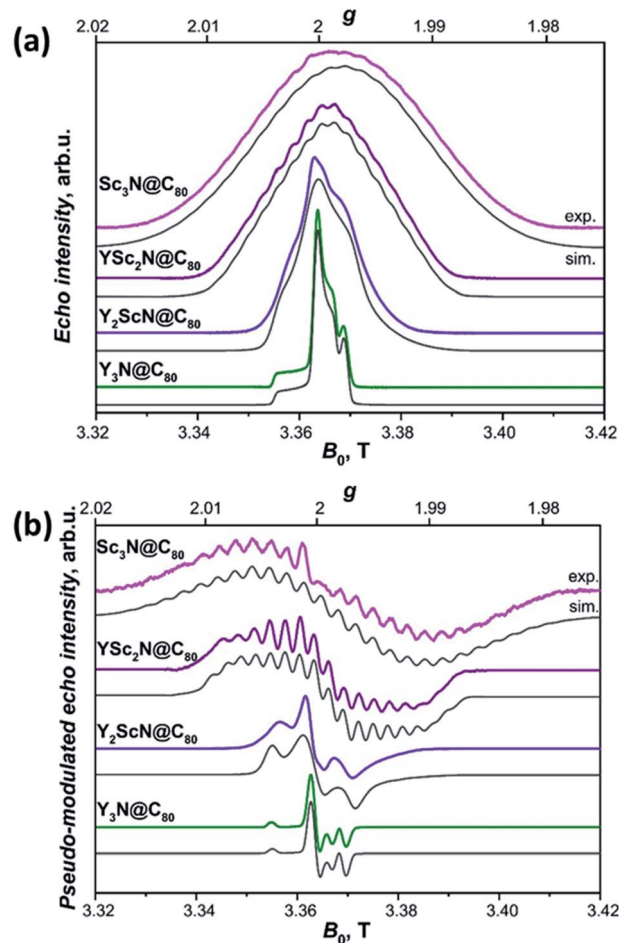 (a)
g
2.02 2.01 2 1.99 1.98
Echo intensity, arb.u.
Sc₃N@C₈₀
exp.
YSc₂N@C₈₀
sim.
Y₂ScN@C₈₀
Y₃N@C₈₀
3.32 3.34 3.36 3.38 3.40 3.42
B₀, T
(b)
g
2.02 2.01 2 1.99 1.98
Pseudo-modulated echo intensity, arb.u.
Sc₃N@C₈₀
exp.
sim.
YSc₂N@C₈₀
Y₂ScN@C₈₀
Y₃N@C₈₀
3.32 3.34 3.36 3.38 3.40 3.42
B₀, T